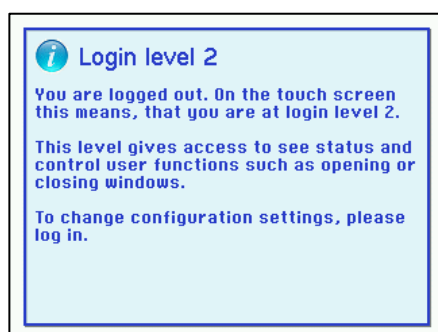 Login level 2
You are logged out. On the touch screen
this means, that you are at login level 2.
This level gives access to see status and
control user functions such as opening or
closing windows.
To change configuration settings, please
log in.